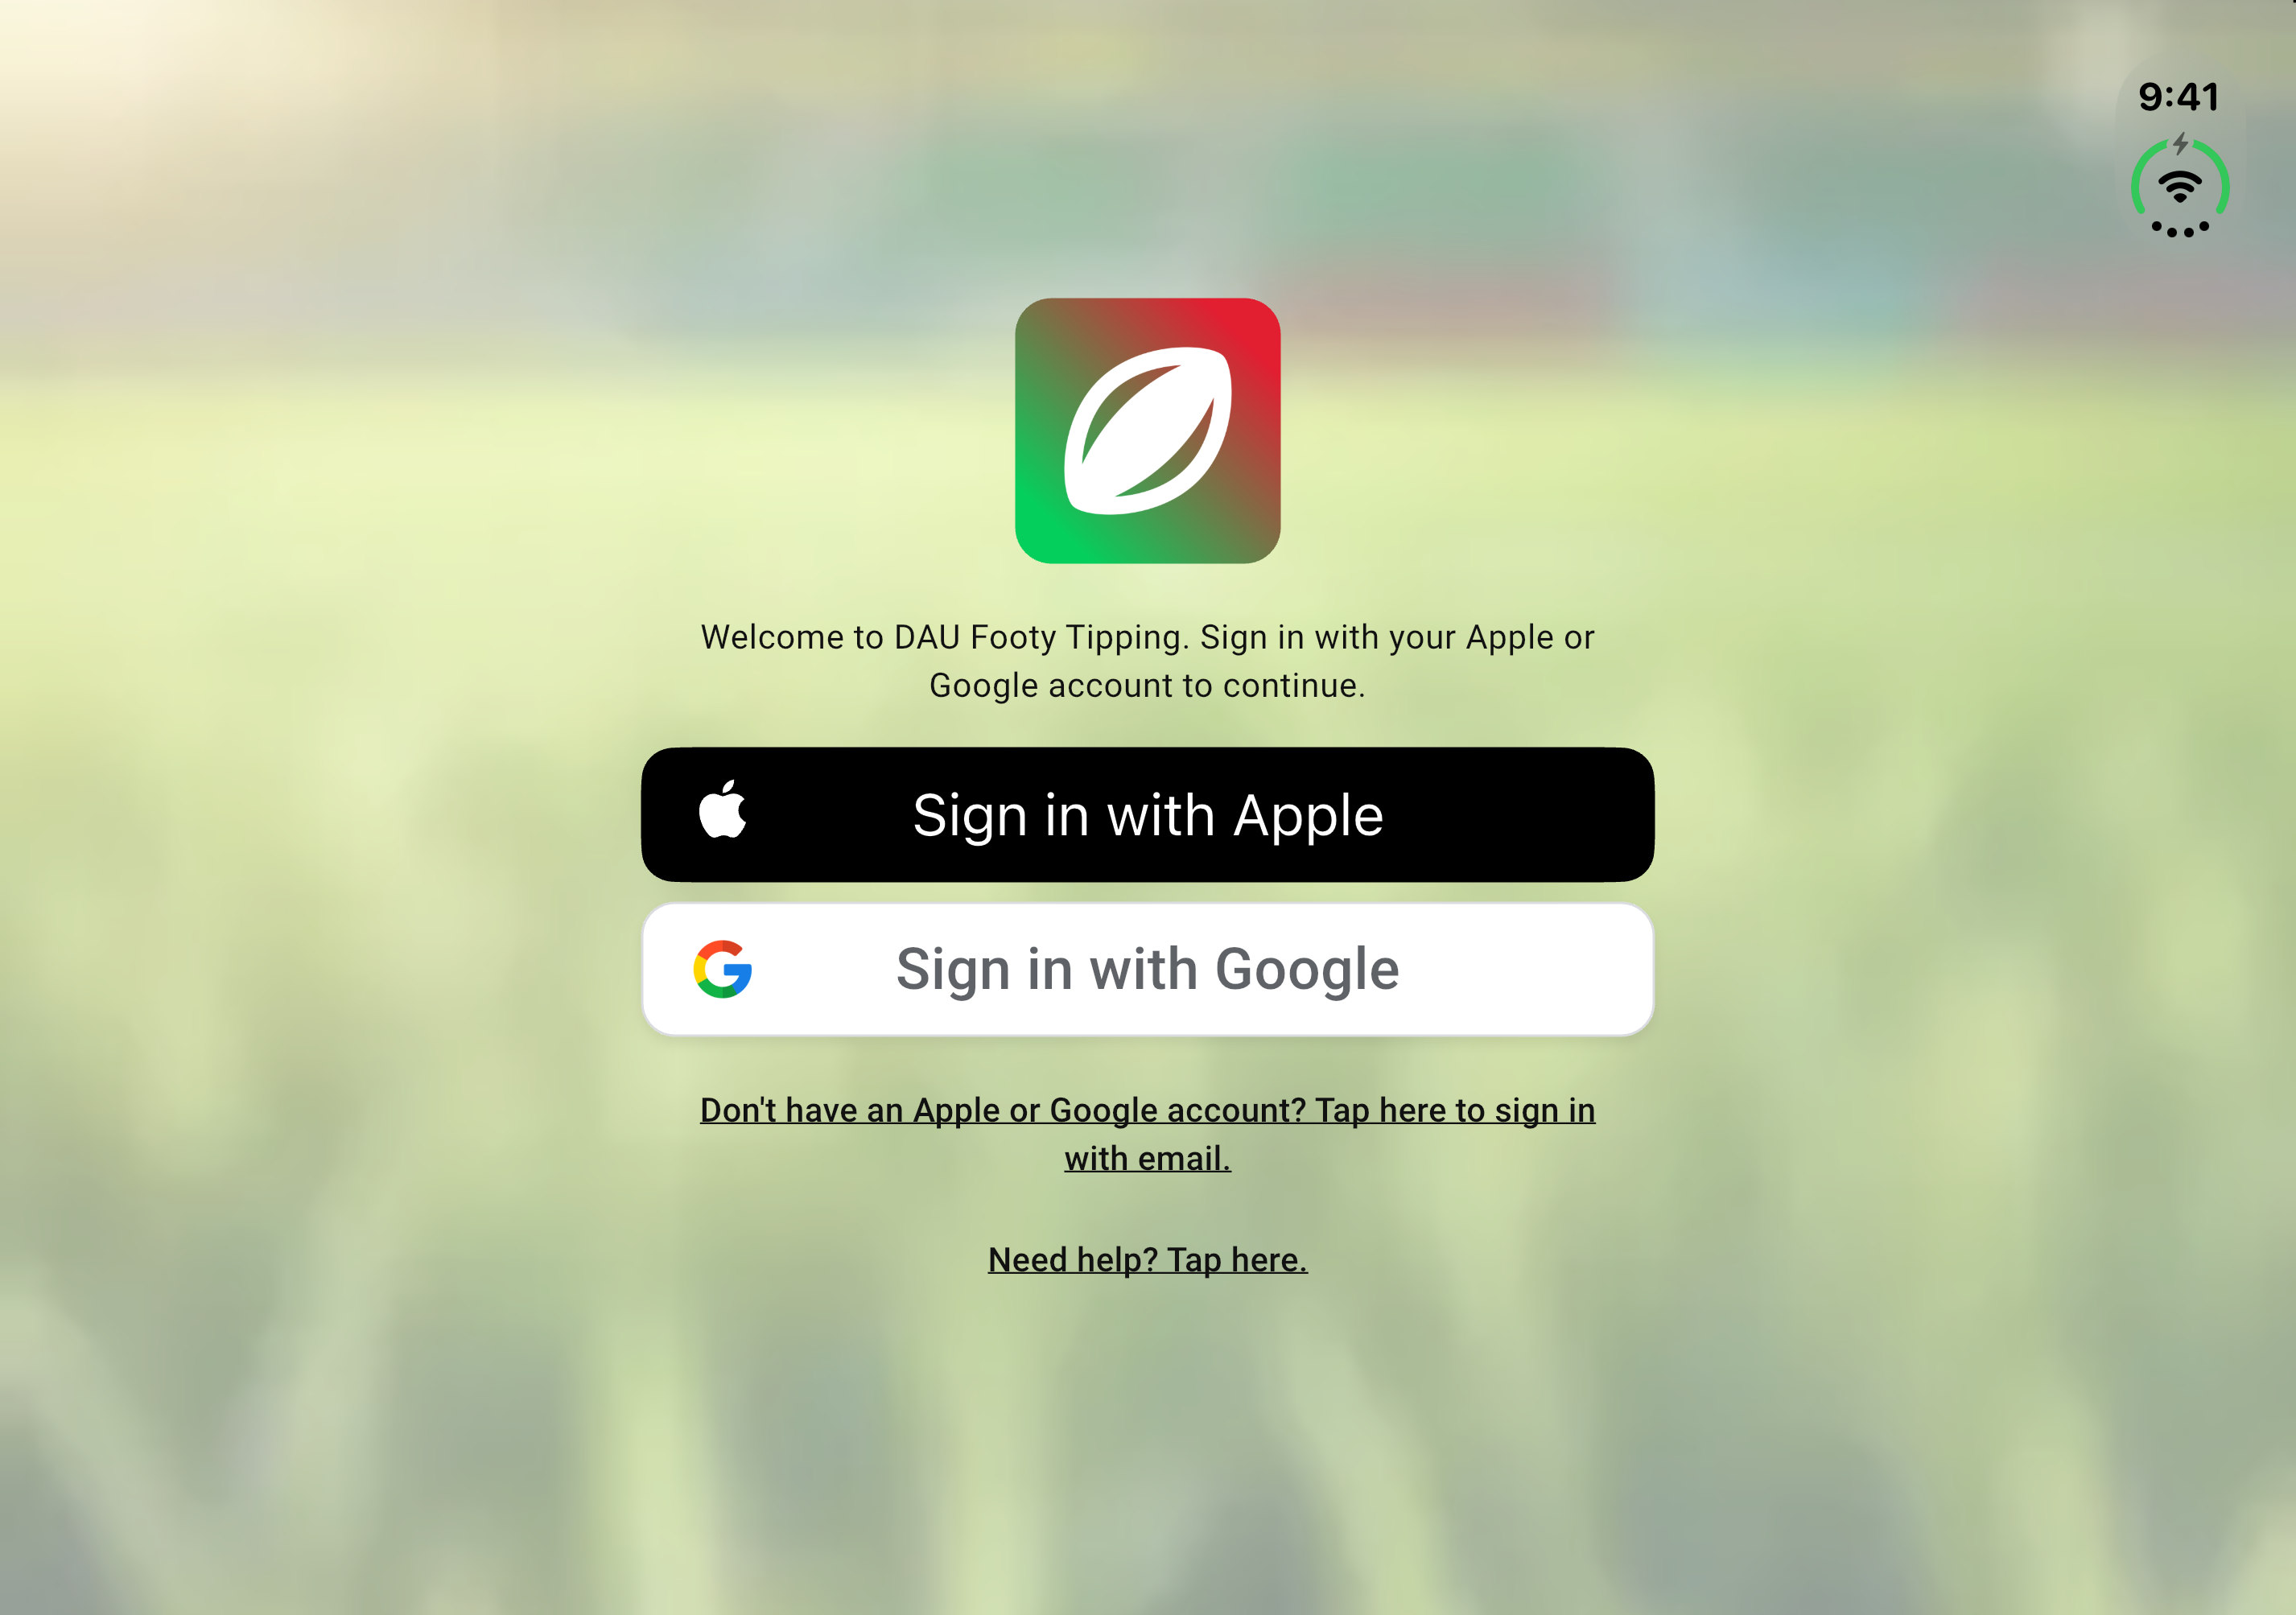 9:41
Welcome to DAU Footy Tipping. Sign in with your Apple or
Google account to continue.
Sign in with Apple
Sign in with Google
Don't have an Apple or Google account? Tap here to sign in
with email.
Need help? Tap here.